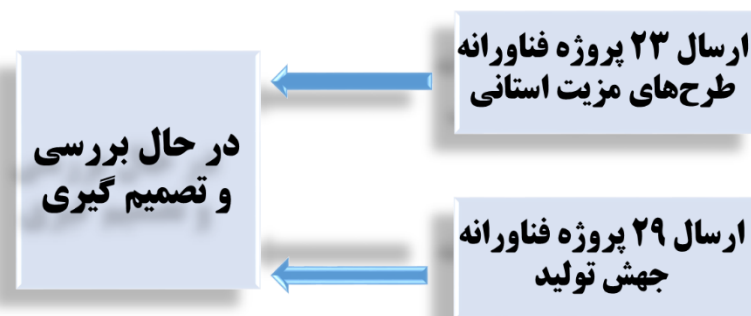 ارسال ۲۳ پروژه فناورانه
طرح‌های مزیت استانی
در حال بررسی
و تصمیم گیری
ارسال ۲۹ پروژه فناورانه
جهش تولید